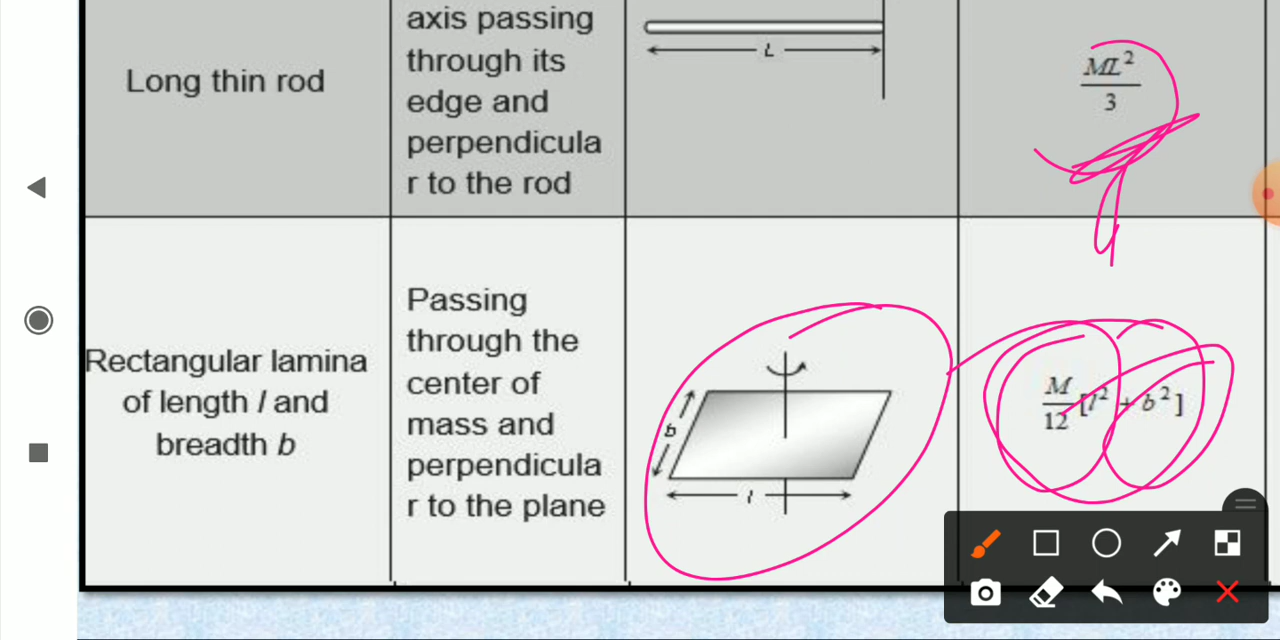 Long thin rod
axis passing
through its
edge and
perpendicula
r to the rod
L
ML²
3
Rectangular lamina
of length l and
breadth b
Passing
through the
center of
mass and
perpendicula
r to the plane
b
l
M
12
[l² + b²]